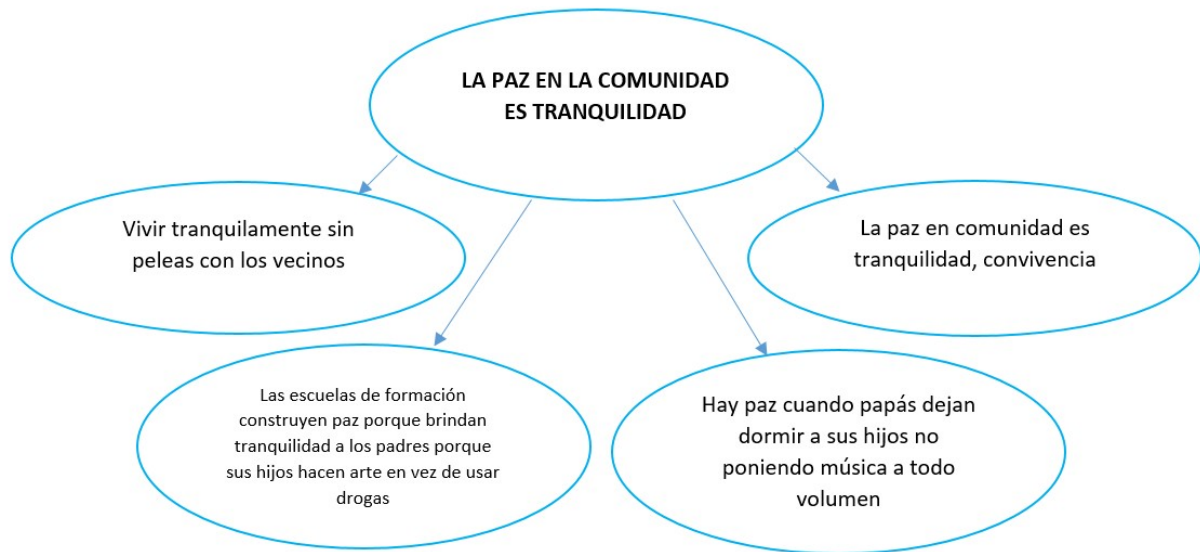 LA PAZ EN LA COMUNIDAD
ES TRANQUILIDAD
Vivir tranquilamente sin
peleas con los vecinos
La paz en comunidad es
tranquilidad, convivencia
Las escuelas de formación
construyen paz porque brindan
tranquilidad a los padres porque
sus hijos hacen arte en vez de usar
drogas
Hay paz cuando papás dejan
dormir a sus hijos no
poniendo música a todo
volumen